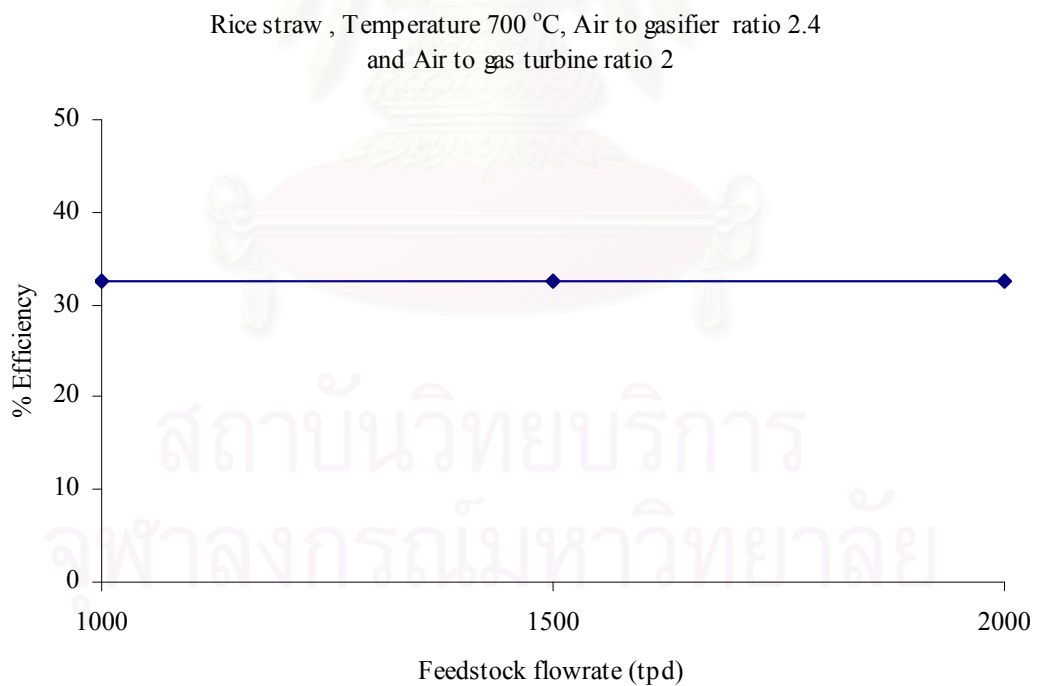 Rice straw , Temperature 700 °C, Air to gasifier ratio 2.4
and Air to gas turbine ratio 2
50
40
30
20
10
0
% Efficiency
1000 1500 2000
Feedstock flowrate (tpd)
สถาบันวิทยบริการ
จุฬาลงกรณ์มหาวิทยาลัย